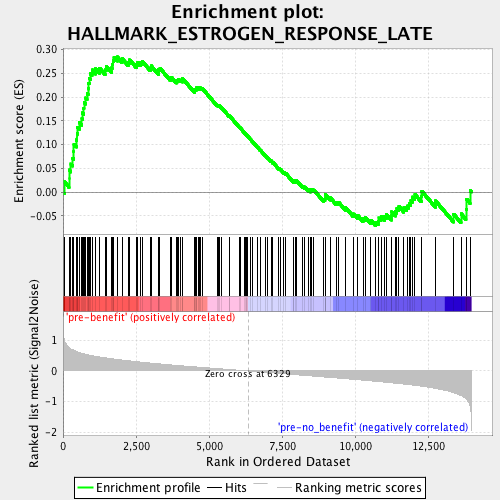 Enrichment plot:
HALLMARK_ESTROGEN_RESPONSE_LATE
Enrichment score (ES)
0.30
0.25
0.20
0.15
0.10
0.05
0.00
-0.05
'pre-benefit' (positively correlated)
Ranked list metric (Signal2Noise)
1
0
-1
-2
Zero cross at 6329
'pre-no_benefit' (negatively correlated)
0
2,500
5,000
7,500
10,000
12,500
Rank in Ordered Dataset
Enrichment profile
Hits
Ranking metric scores